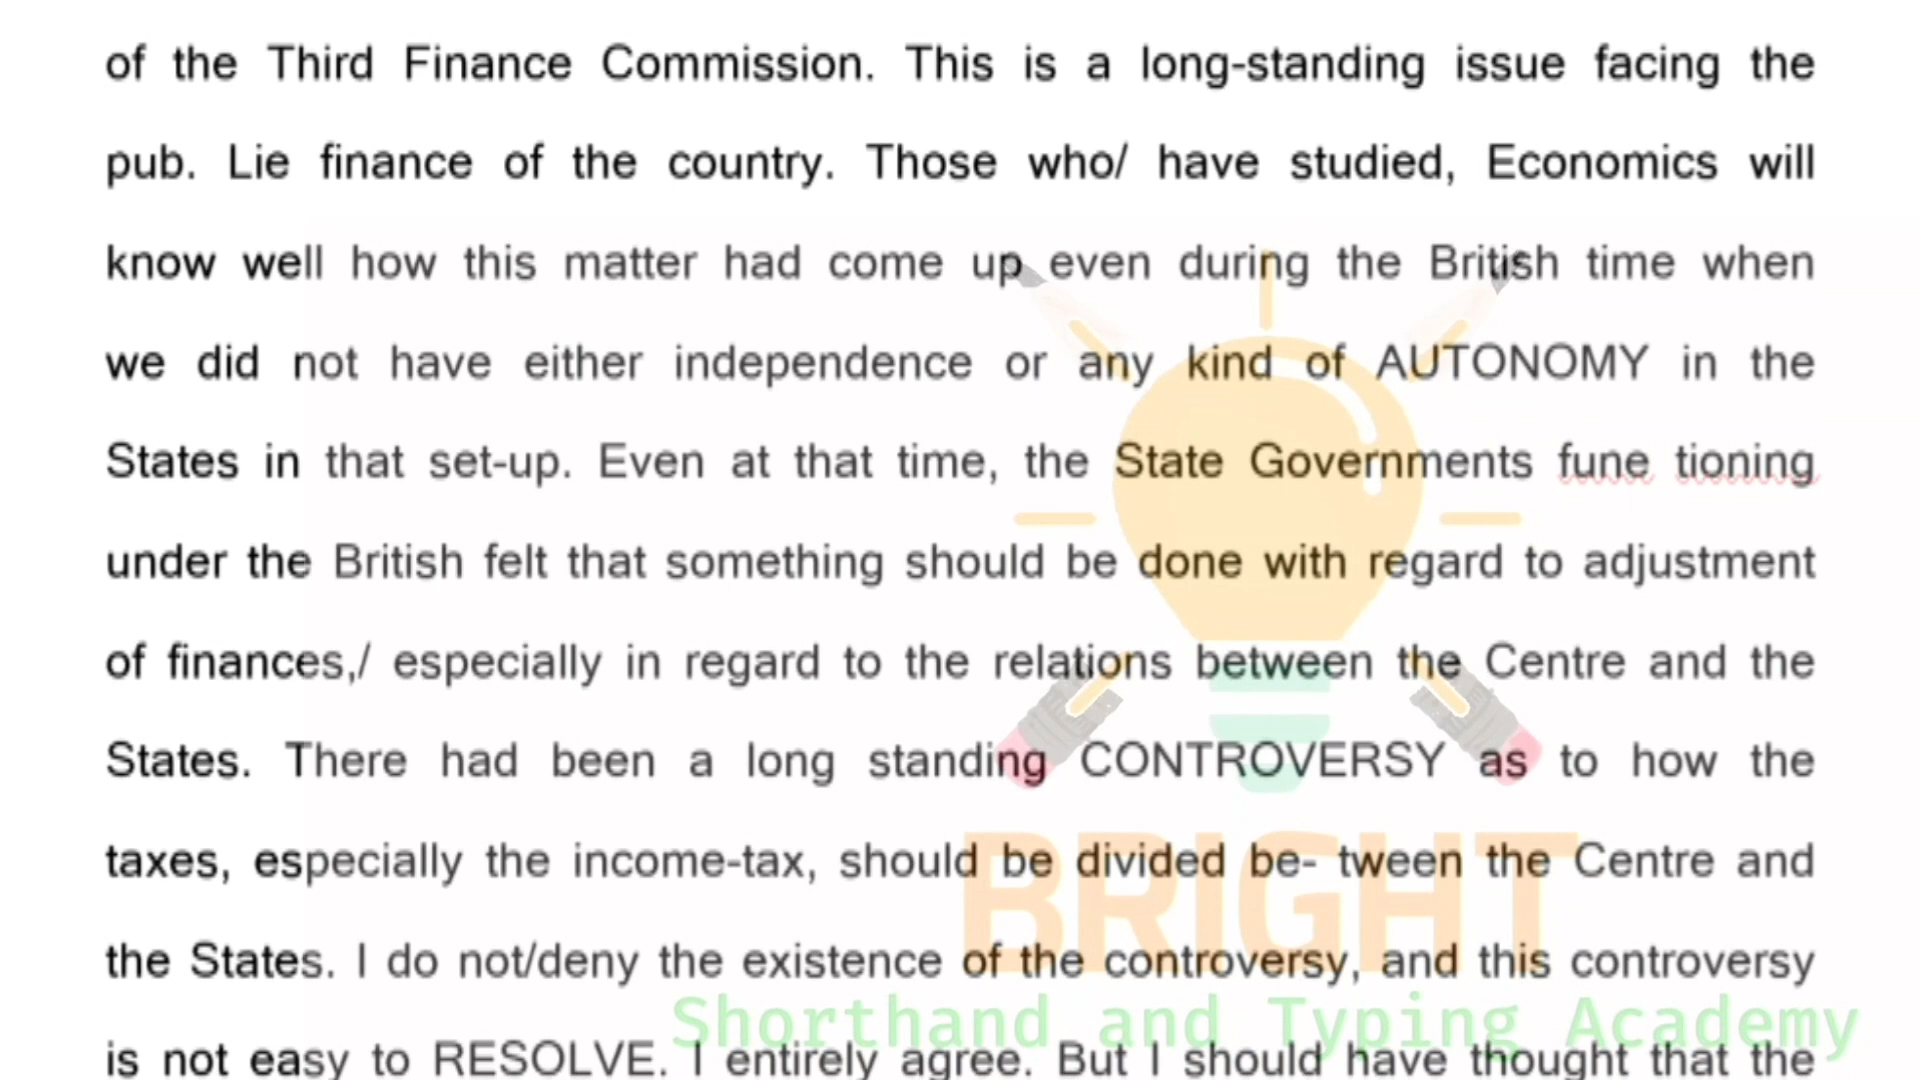 of the Third Finance Commission. This is a long-standing issue facing the
pub. Lie finance of the country. Those who/ have studied, Economics will
know well how this matter had come up even during the British time when
we did not have either independence or any kind of AUTONOMY in the
States in that set-up. Even at that time, the State Governments fune tioning
under the British felt that something should be done with regard to adjustment
of finances,/ especially in regard to the relations between the Centre and the
States. There had been a long standing CONTROVERSY as to how the
taxes, especially the income-tax, should be divided be- tween the Centre and
the States. I do not/deny the existence of the controversy, and this controversy
is not easy to RESOLVE. I entirely agree. But I should have thought that the
BRIGHT
Shorthand and Typing Academy